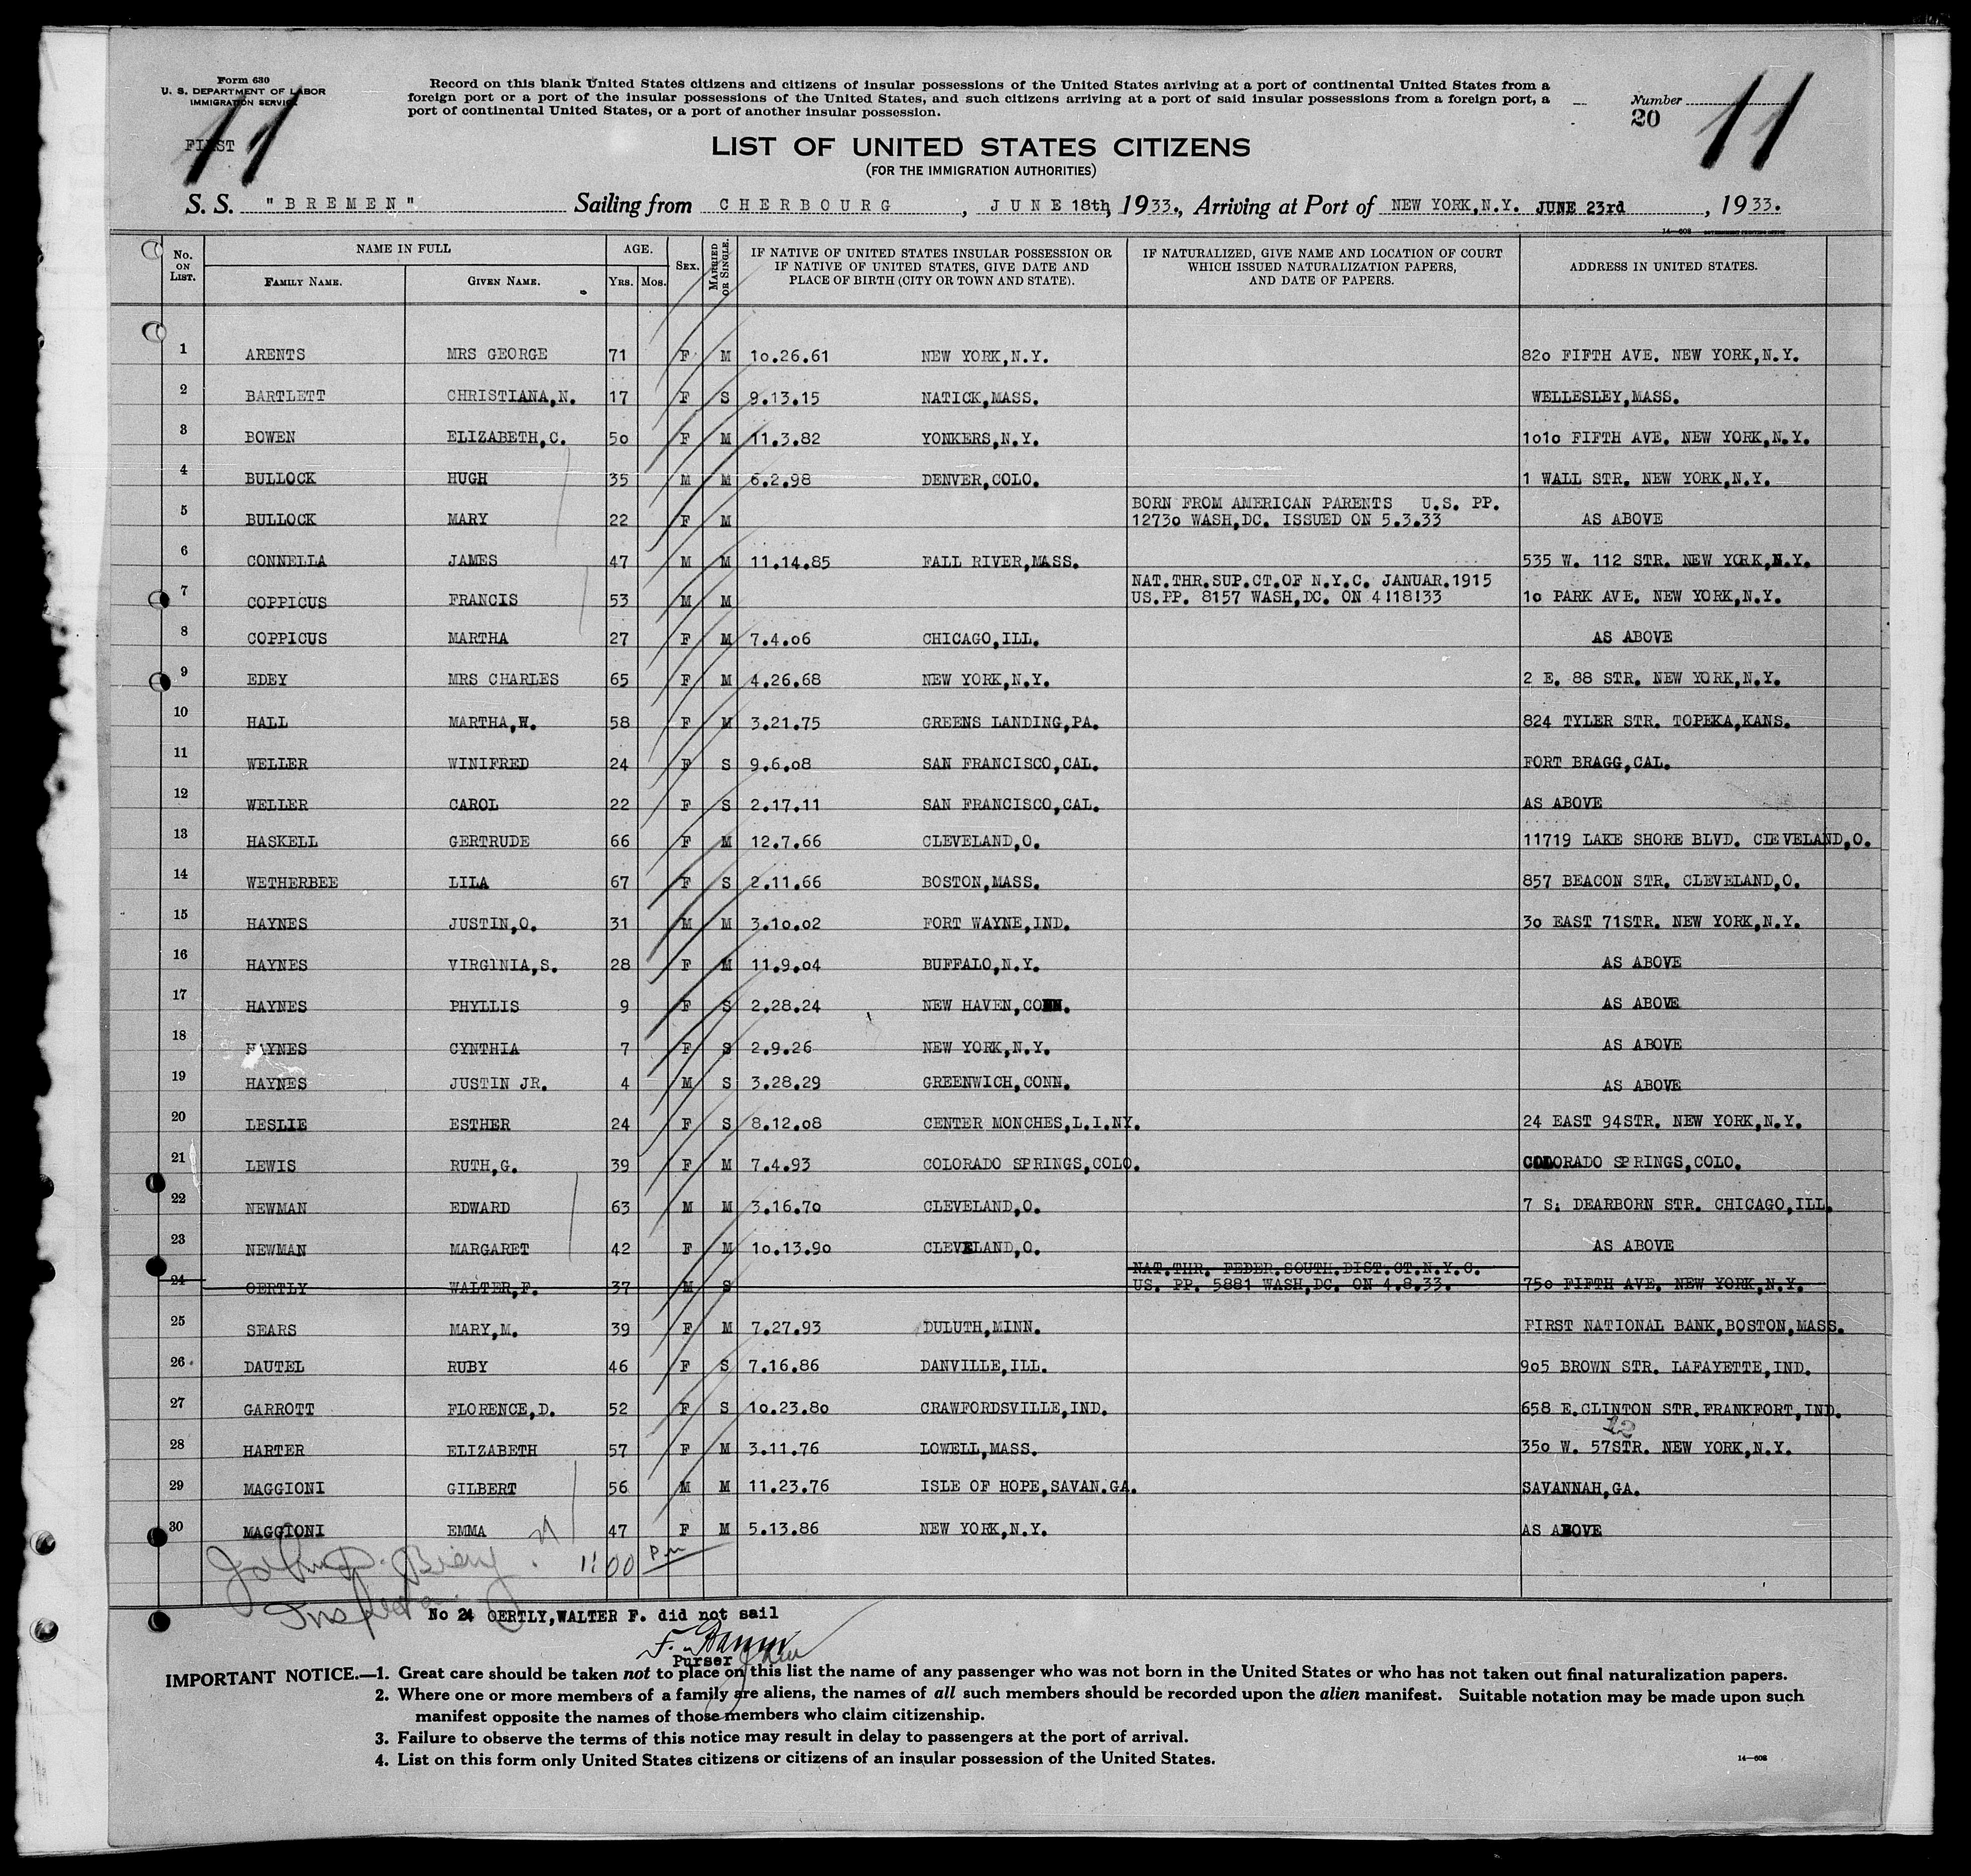 Form 630
U. S. DEPARTMENT OF LABOR
IMMIGRATION SERVICE
FIRST
11
Record on this blank United States citizens and citizens of insular possessions of the United States arriving at a port of continental United States from a
foreign port or a port of the insular possessions of the United States, and such citizens arriving at a port of said insular possessions from a foreign port, a
port of continental United States, or a port of another insular possession.
Number
20
11
LIST OF UNITED STATES CITIZENS
(FOR THE IMMIGRATION AUTHORITIES)
S. S. "BREMEN" Sailing from CHERBOURG, JUNE 18th, 1933., Arriving at Port of NEW YORK,N.Y. JUNE 23rd, 1933.
14—608 GOVERNMENT PRINTING OFFICE
No. ON LIST. NAME IN FULL FAMILY NAME. GIVEN NAME. AGE. YRS. MOS. SEX. MARRIED OR SINGLE. IF NATIVE OF UNITED STATES INSULAR POSSESSION OR IF NATIVE OF UNITED STATES, GIVE DATE AND PLACE OF BIRTH (CITY OR TOWN AND STATE). IF NATURALIZED, GIVE NAME AND LOCATION OF COURT WHICH ISSUED NATURALIZATION PAPERS, AND DATE OF PAPERS. ADDRESS IN UNITED STATES.
1 ARENTS MRS GEORGE 71 F M 10.26.61 NEW YORK,N.Y. 820 FIFTH AVE. NEW YORK,N.Y.
2 BARTLETT CHRISTIANA,N. 17 F S 9.13.15 NATICK,MASS. WELLESLEY,MASS.
3 BOWEN ELIZABETH,C. 50 F M 11.3.82 YONKERS,N.Y. 1010 FIFTH AVE. NEW YORK,N.Y.
4 BULLOCK HUGH 35 M M 6.2.98 DENVER,COLO. 1 WALL STR. NEW YORK,N.Y.
5 BULLOCK MARY 22 F M BORN FROM AMERICAN PARENTS U.S. PP. 12730 WASH,DC. ISSUED ON 5.3.33 AS ABOVE
6 CONNELLA JAMES 47 M M 11.14.85 FALL RIVER,MASS. 535 W. 112 STR. NEW YORK,N.Y.
7 COPPICUS FRANCIS 53 M M NAT.THR.SUP.CT.OF N.Y.C. JANUAR.1915 US.PP. 8157 WASH,DC. ON 4!18!33 10 PARK AVE. NEW YORK,N.Y.
8 COPPICUS MARTHA 27 F M 7.4.06 CHICAGO,ILL. AS ABOVE
9 EDEY MRS CHARLES 65 F M 4.26.68 NEW YORK,N.Y. 2 E. 88 STR. NEW YORK,N.Y.
10 HALL MARTHA,W. 58 F M 3.21.75 GREENS LANDING,PA. 824 TYLER STR. TOPEKA,KANS.
11 WELLER WINIFRED 24 F S 9.6.08 SAN FRANCISCO,CAL. FORT BRAGG,CAL.
12 WELLER CAROL 22 F S 2.17.11 SAN FRANCISCO,CAL. AS ABOVE
13 HASKELL GERTRUDE 66 F M 12.7.66 CLEVELAND,O. 11719 LAKE SHORE BLVD. CLEVELAND,O.
14 WETHERBEE LILA 67 F S 2.11.66 BOSTON,MASS. 857 BEACON STR. CLEVELAND,O.
15 HAYNES JUSTIN,O. 31 M M 3.10.02 FORT WAYNE,IND. 30 EAST 71STR. NEW YORK,N.Y.
16 HAYNES VIRGINIA,S. 28 F M 11.9.04 BUFFALO,N.Y. AS ABOVE
17 HAYNES PHYLLIS 9 F S 2.28.24 NEW HAVEN,CONN. AS ABOVE
18 HAYNES CYNTHIA 7 F S 2.9.26 NEW YORK,N.Y. AS ABOVE
19 HAYNES JUSTIN JR. 4 M S 3.28.29 GREENWICH,CONN. AS ABOVE
20 LESLIE ESTHER 24 F S 8.12.08 CENTER MONCHES,L.I.NY. 24 EAST 94STR. NEW YORK,N.Y.
21 LEWIS RUTH,G. 39 F M 7.4.93 COLORADO SPRINGS,COLO. COLORADO SPRINGS,COLO.
22 NEWMAN EDWARD 63 M M 3.16.70 CLEVELAND,O. 7 S: DEARBORN STR. CHICAGO,ILL.
23 NEWMAN MARGARET 42 F M 10.13.90 CLEVELAND,O. AS ABOVE
24 OERTLY WALTER,F. 37 M S NAT.THR. FEDER.SOUTH.DIST.CT.N.Y.C. US. PP. 5881 WASH,DC. ON 4.8.33. 750 FIFTH AVE. NEW YORK,N.Y.
25 SEARS MARY,M. 39 F M 7.27.93 DULUTH,MINN. FIRST NATIONAL BANK,BOSTON,MASS.
26 DAUTEL RUBY 46 F S 7.16.86 DANVILLE,ILL. 905 BROWN STR. LAFAYETTE,IND.
27 GARROTT FLORENCE,D. 52 F S 10.23.80 CRAWFORDSVILLE,IND. 658 E.CLINTON STR.FRANKFORT,IND.
12
28 HARTER ELIZABETH 57 F M 3.11.76 LOWELL,MASS. 350 W. 57STR. NEW YORK,N.Y.
29 MAGGIONI GILBERT 56 M M 11.23.76 ISLE OF HOPE,SAVAN.GA. SAVANNAH,GA.
30 MAGGIONI EMMA 47 F M 5.13.86 NEW YORK,N.Y. AS ABOVE
John D. 11:00 Pm
Inspector
No 24 OERTLY,WALTER F. did not sail
Purser
IMPORTANT NOTICE.—1. Great care should be taken not to place on this list the name of any passenger who was not born in the United States or who has not taken out final naturalization papers.
2. Where one or more members of a family are aliens, the names of all such members should be recorded upon the alien manifest. Suitable notation may be made upon such
manifest opposite the names of those members who claim citizenship.
3. Failure to observe the terms of this notice may result in delay to passengers at the port of arrival.
4. List on this form only United States citizens or citizens of an insular possession of the United States.
14—608